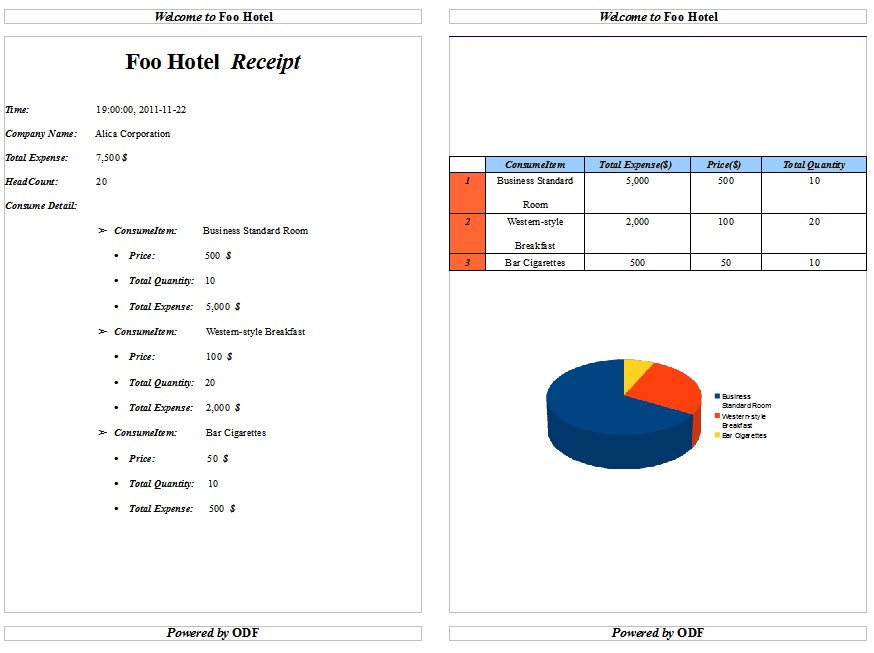 Welcome to Foo Hotel
Foo Hotel Receipt
Time: 19:00:00, 2011-11-22
Company Name: Alica Corporation
Total Expense: 7,500 $
HeadCount: 20
Consume Detail:
➢ ConsumeItem: Business Standard Room
• Price: 500 $
• Total Quantity: 10
• Total Expense: 5,000 $
➢ ConsumeItem: Western-style Breakfast
• Price: 100 $
• Total Quantity: 20
• Total Expense: 2,000 $
➢ ConsumeItem: Bar Cigarettes
• Price: 50 $
• Total Quantity: 10
• Total Expense: 500 $
Powered by ODF
Welcome to Foo Hotel
ConsumeItem Total Expense($) Price($) Total Quantity
1 Business Standard 5,000 500 10
Room
2 Western-style 2,000 100 20
Breakfast
3 Bar Cigarettes 500 50 10
Business
Standard Room
Western-style
Breakfast
Bar Cigarettes
Powered by ODF